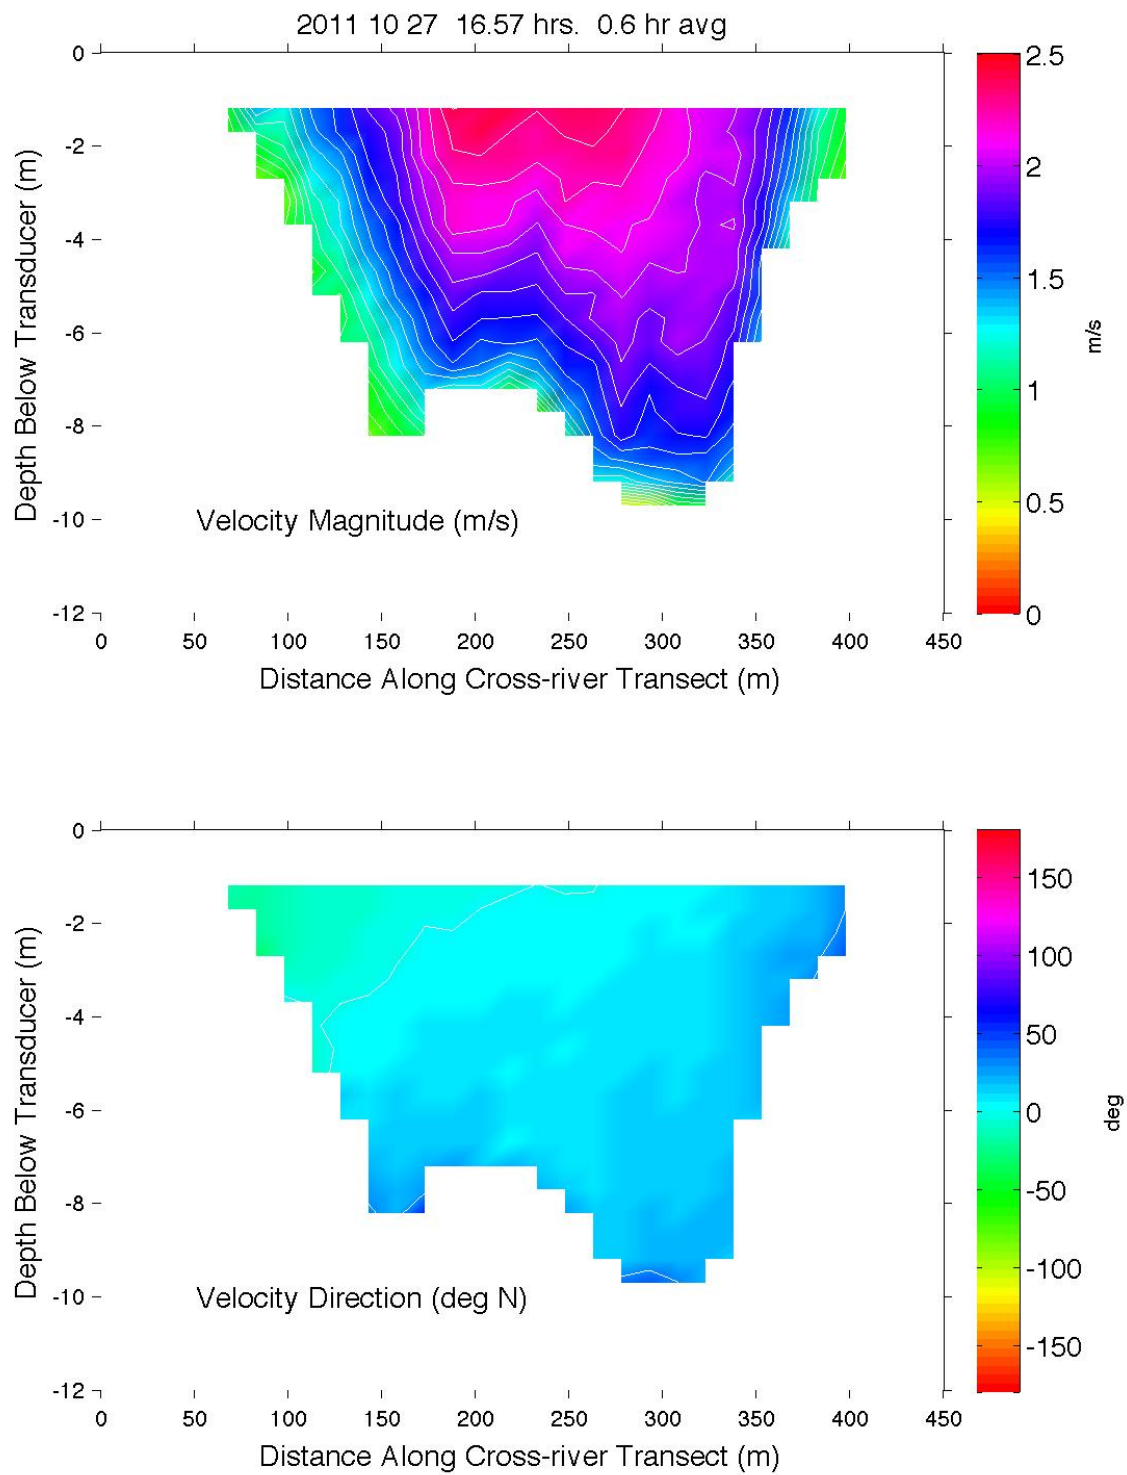 2011 10 27  16.57 hrs.  0.6 hr avg
0
-2
-4
-6
-8
-10
-12
Depth Below Transducer (m)
Velocity Magnitude (m/s)
0 50 100 150 200 250 300 350 400 450
Distance Along Cross-river Transect (m)
2.5
2
1.5
1
0.5
0
m/s
0
-2
-4
-6
-8
-10
-12
Depth Below Transducer (m)
Velocity Direction (deg N)
0 50 100 150 200 250 300 350 400 450
Distance Along Cross-river Transect (m)
150
100
50
0
-50
-100
-150
deg